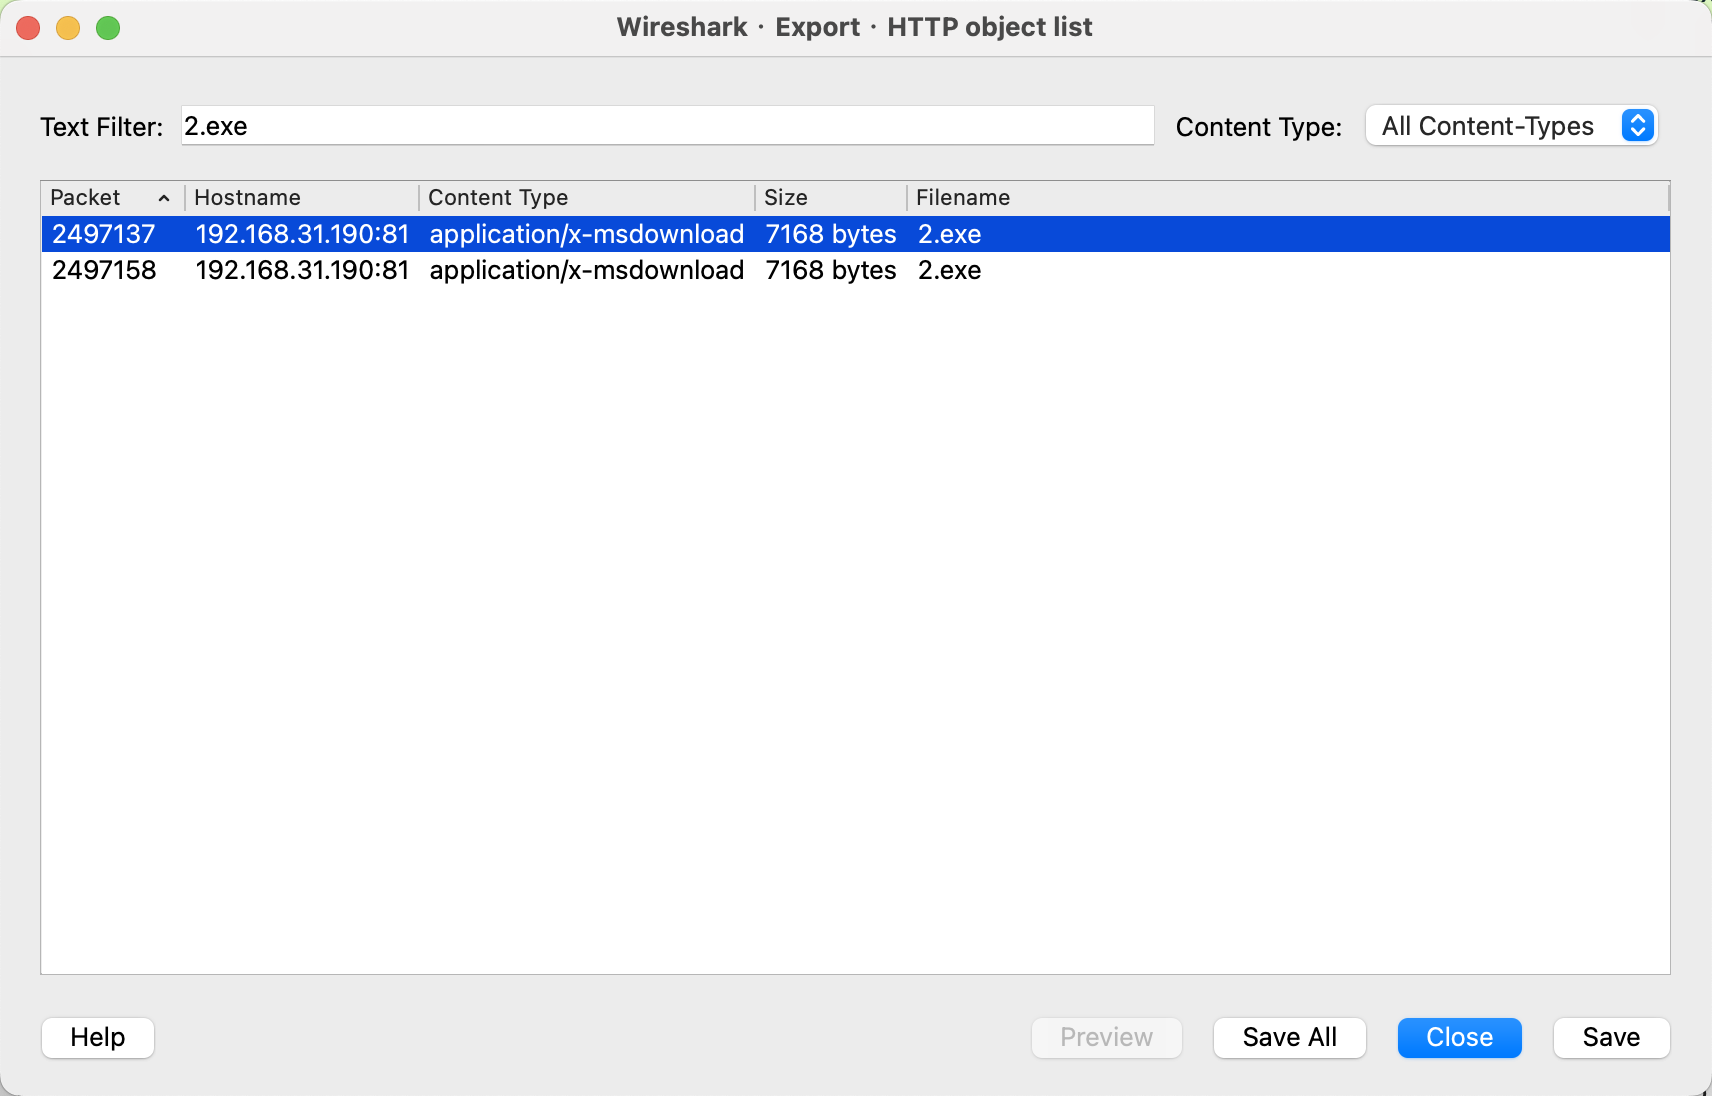 Wireshark · Export · HTTP object list
Text Filter: 2.exe Content Type: All Content-Types
Packet Hostname Content Type Size Filename
2497137 192.168.31.190:81 application/x-msdownload 7168 bytes 2.exe
2497158 192.168.31.190:81 application/x-msdownload 7168 bytes 2.exe
Help Preview Save All Close Save